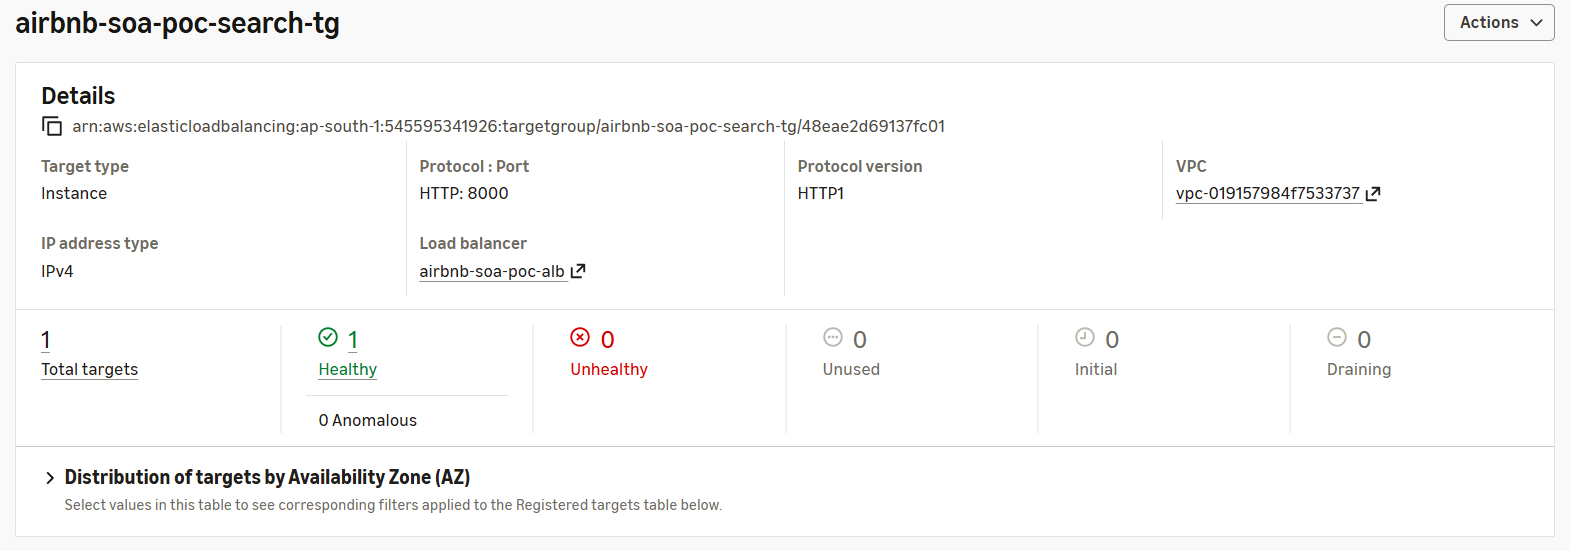 airbnb-soa-poc-search-tg
Actions
Details
arn:aws:elasticloadbalancing:ap-south-1:545595341926:targetgroup/airbnb-soa-poc-search-tg/48eae2d69137fc01
Target type
Instance
Protocol : Port
HTTP: 8000
Protocol version
HTTP1
VPC
vpc-019157984f7533737
IP address type
IPv4
Load balancer
airbnb-soa-poc-alb
1
Total targets
1
Healthy
0 Anomalous
0
Unhealthy
0
Unused
0
Initial
0
Draining
Distribution of targets by Availability Zone (AZ)
Select values in this table to see corresponding filters applied to the Registered targets table below.